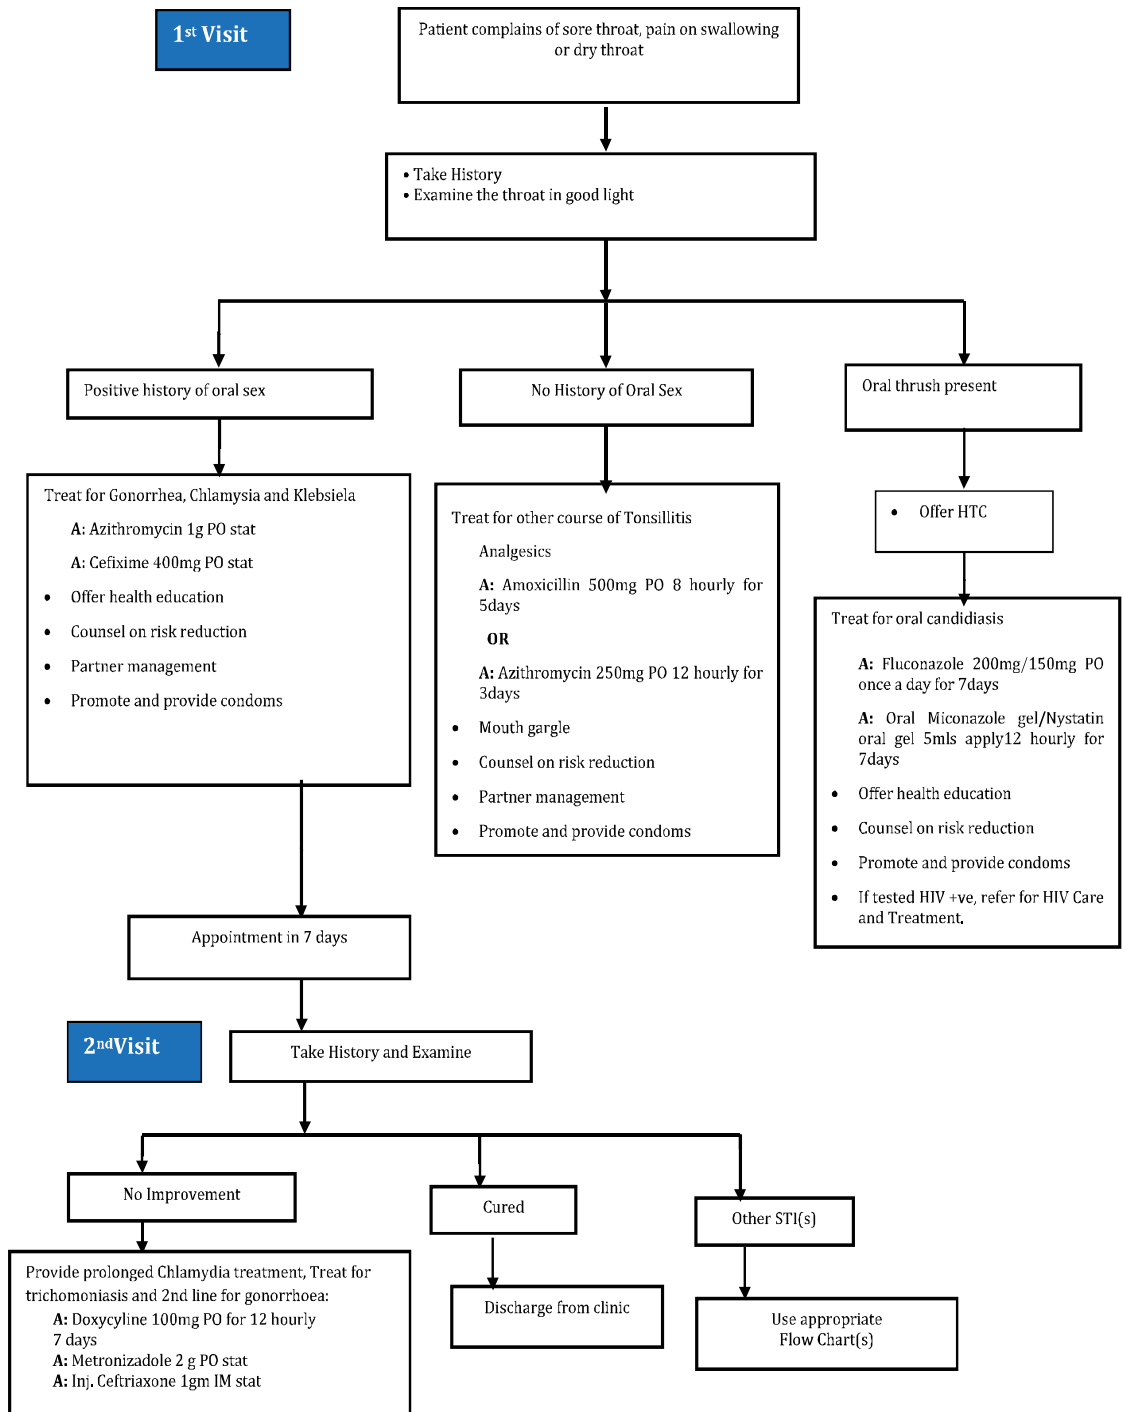 1st Visit
Patient complains of sore throat, pain on swallowing
or dry throat
• Take History
• Examine the throat in good light
Positive history of oral sex
No History of Oral Sex
Oral thrush present
Treat for Gonorrhea, Chlamysia and Klebsiela
A: Azithromycin 1g PO stat
A: Cefixime 400mg PO stat
• Offer health education
• Counsel on risk reduction
• Partner management
• Promote and provide condoms
Treat for other course of Tonsillitis
Analgesics
A: Amoxicillin 500mg PO 8 hourly for
5days
OR
A: Azithromycin 250mg PO 12 hourly for
3days
• Mouth gargle
• Counsel on risk reduction
• Partner management
• Promote and provide condoms
• Offer HTC
Treat for oral candidiasis
A: Fluconazole 200mg/150mg PO
once a day for 7days
A: Oral Miconazole gel/Nystatin
oral gel 5mls apply12 hourly for
7days
• Offer health education
• Counsel on risk reduction
• Promote and provide condoms
• If tested HIV +ve, refer for HIV Care
and Treatment.
Appointment in 7 days
2ndVisit
Take History and Examine
No Improvement
Cured
Other STI(s)
Provide prolonged Chlamydia treatment, Treat for
trichomoniasis and 2nd line for gonorrhoea:
A: Doxycyline 100mg PO for 12 hourly
7 days
A: Metronizadole 2 g PO stat
A: Inj. Ceftriaxone 1gm IM stat
Discharge from clinic
Use appropriate
Flow Chart(s)